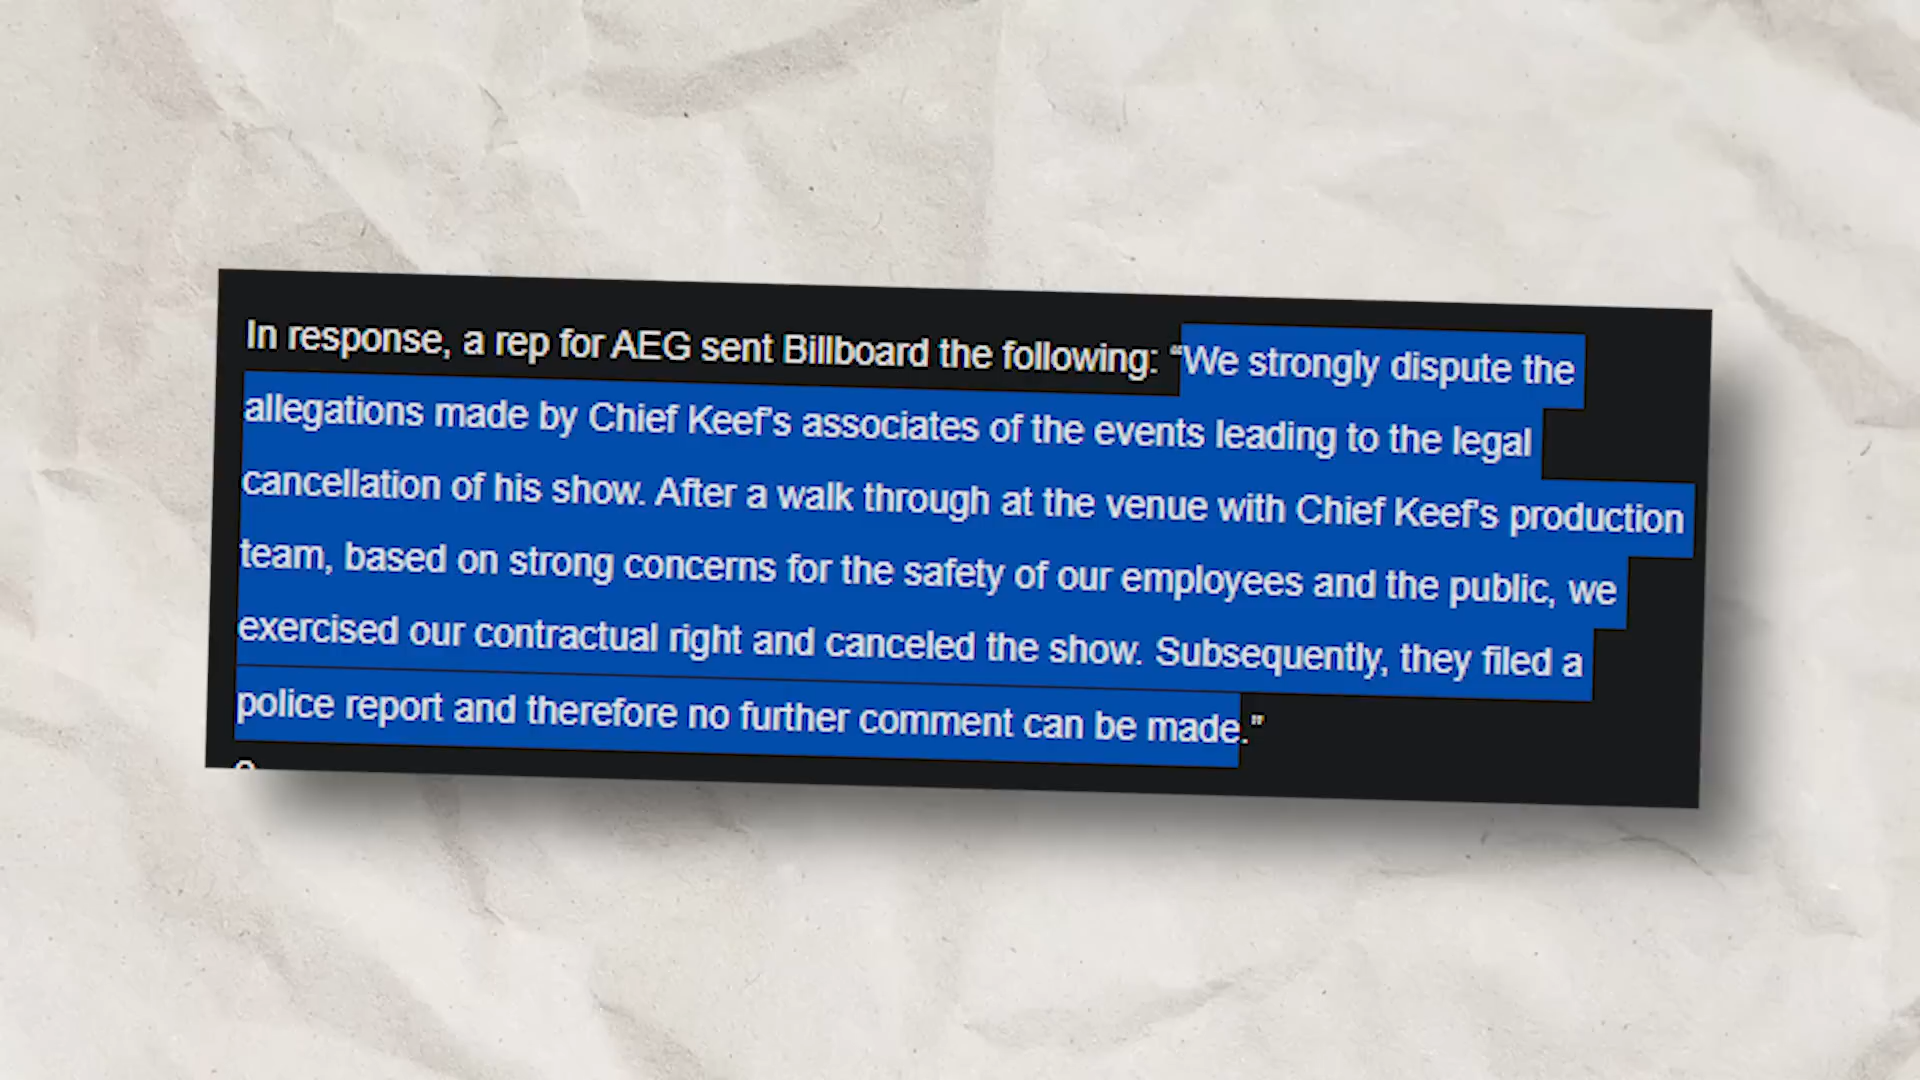 In response, a rep for AEG sent Billboard the following: “We strongly dispute the
allegations made by Chief Keef's associates of the events leading to the legal
cancellation of his show. After a walk through at the venue with Chief Keef's production
team, based on strong concerns for the safety of our employees and the public, we
exercised our contractual right and canceled the show. Subsequently, they filed a
police report and therefore no further comment can be made.”